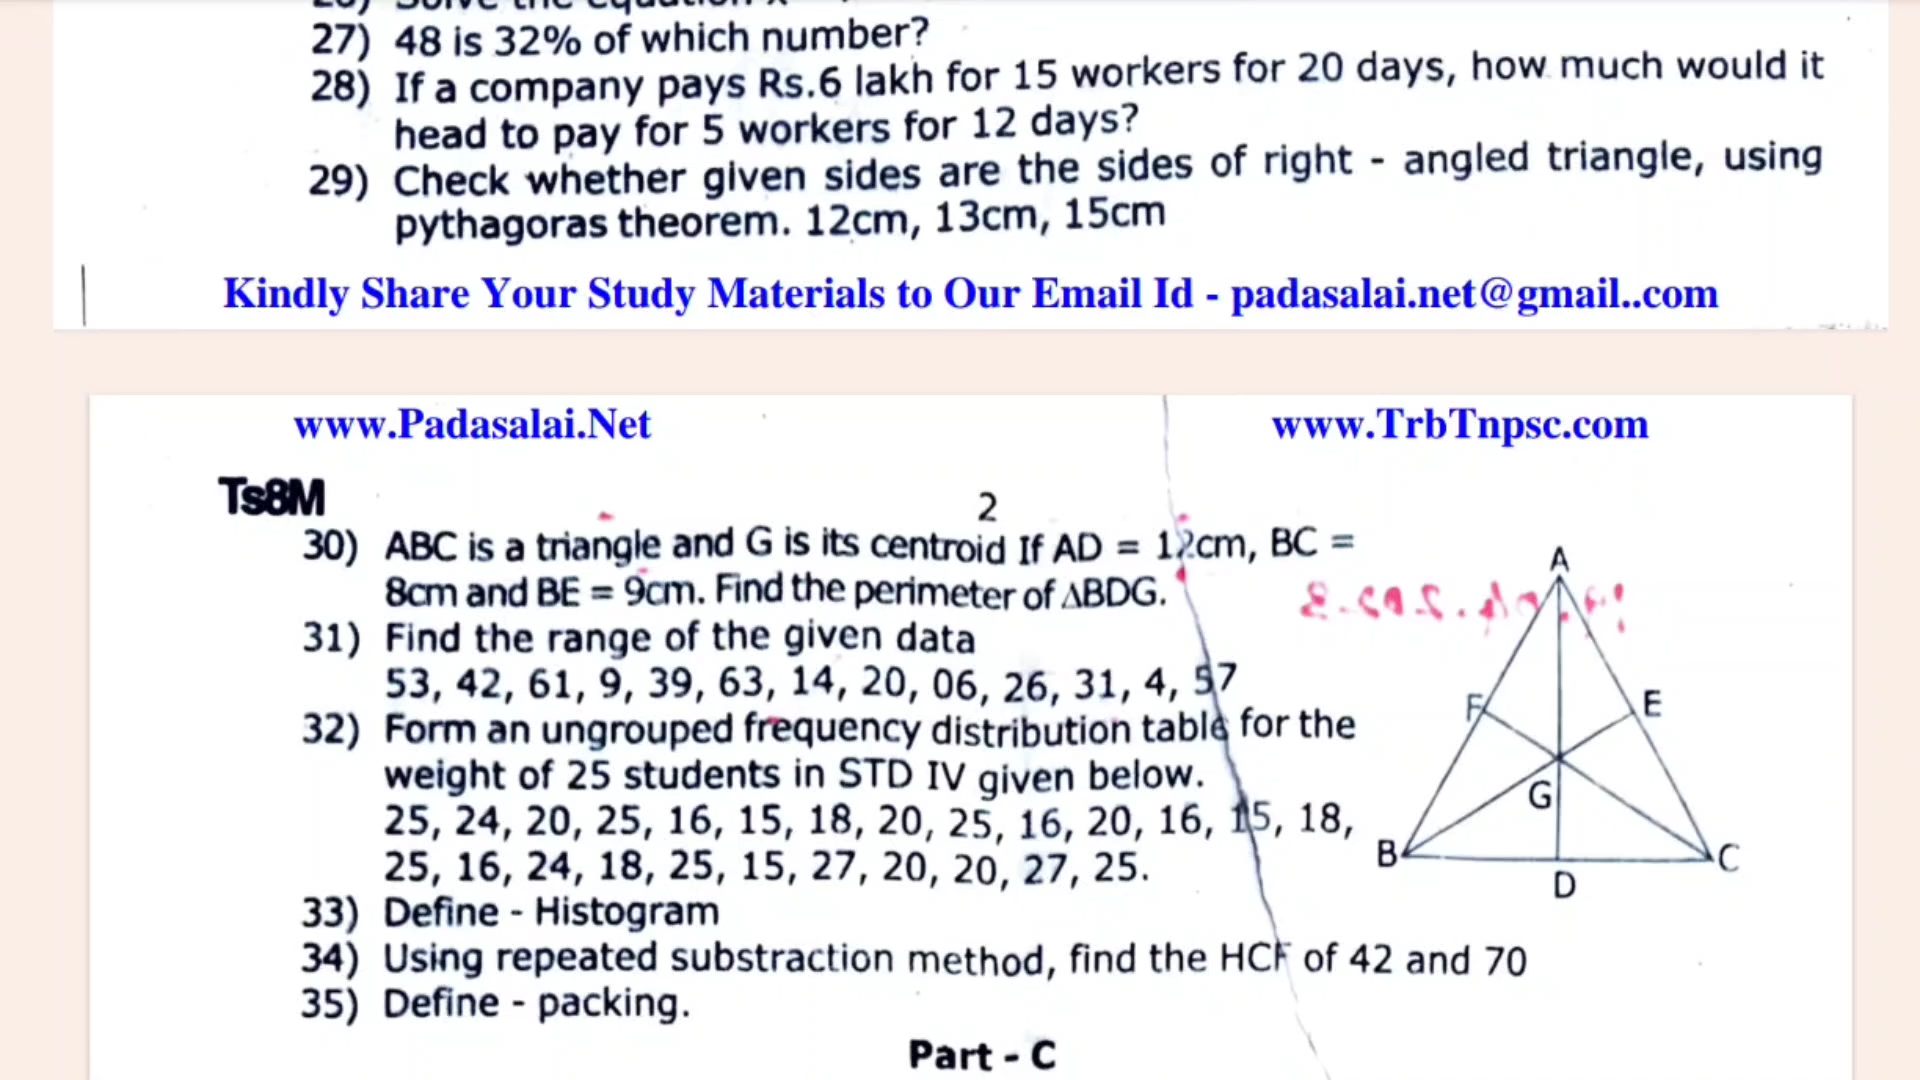 27) 48 is 32% of which number?
28) If a company pays Rs.6 lakh for 15 workers for 20 days, how much would it
head to pay for 5 workers for 12 days?
29) Check whether given sides are the sides of right - angled triangle, using
pythagoras theorem. 12cm, 13cm, 15cm
Kindly Share Your Study Materials to Our Email Id - padasalai.net@gmail..com
www.Padasalai.Net www.TrbTnpsc.com
Ts8M
2
30) ABC is a triangle and G is its centroid If AD = 12cm, BC =
8cm and BE = 9cm. Find the perimeter of ΔBDG.
31) Find the range of the given data
53, 42, 61, 9, 39, 63, 14, 20, 06, 26, 31, 4, 57
32) Form an ungrouped frequency distribution table for the
weight of 25 students in STD IV given below.
25, 24, 20, 25, 16, 15, 18, 20, 25, 16, 20, 16, 15, 18,
25, 16, 24, 18, 25, 15, 27, 20, 20, 27, 25.
A
F E
G
B C
D
33) Define - Histogram
34) Using repeated substraction method, find the HCF of 42 and 70
35) Define - packing.
Part - C